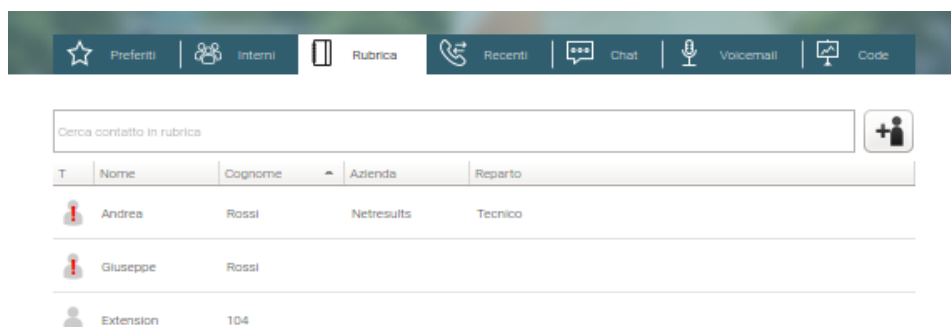 Preferiti Interni Rubrica Recenti Chat Voicemail Code
Cerca contatto in rubrica
T Nome Cognome Azienda Reparto
Andrea Rossi Netresults Tecnico
Giuseppe Rossi
Extension 104